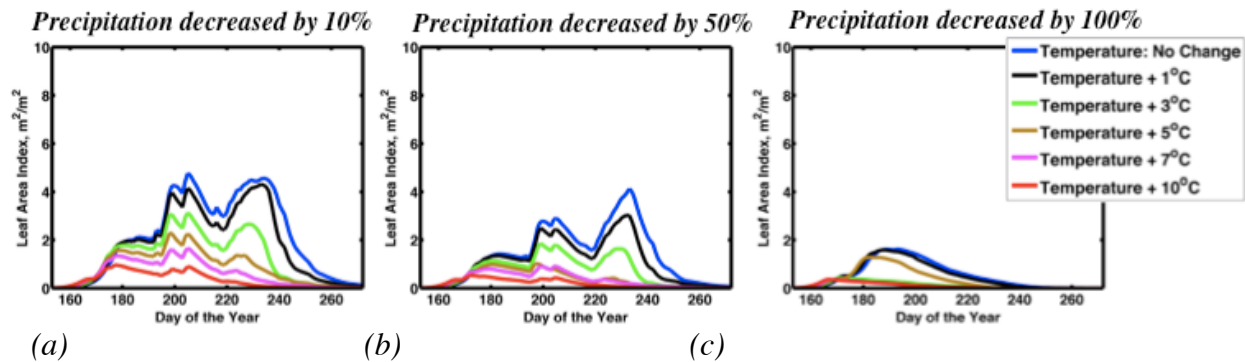 Precipitation decreased by 10%
Precipitation decreased by 50%
Precipitation decreased by 100%
Leaf Area Index, m²/m²
10
8
6
4
2
0
160 180 200 220 240 260
Day of the Year
Leaf Area Index, m²/m²
10
8
6
4
2
0
160 180 200 220 240 260
Day of the Year
Leaf Area Index, m²/m²
10
8
6
4
2
0
160 180 200 220 240 260
Day of the Year
Temperature: No Change
Temperature + 1°C
Temperature + 3°C
Temperature + 5°C
Temperature + 7°C
Temperature + 10°C
(a)
(b)
(c)